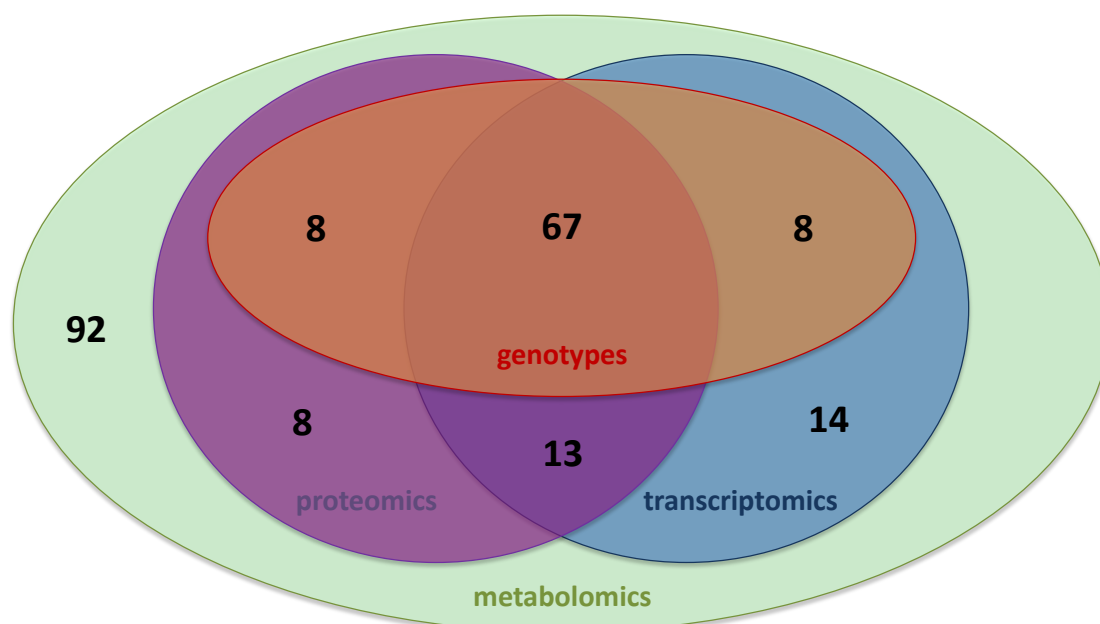 8 67 8
92
genotypes
8 13 14
proteomics transcriptomics
metabolomics